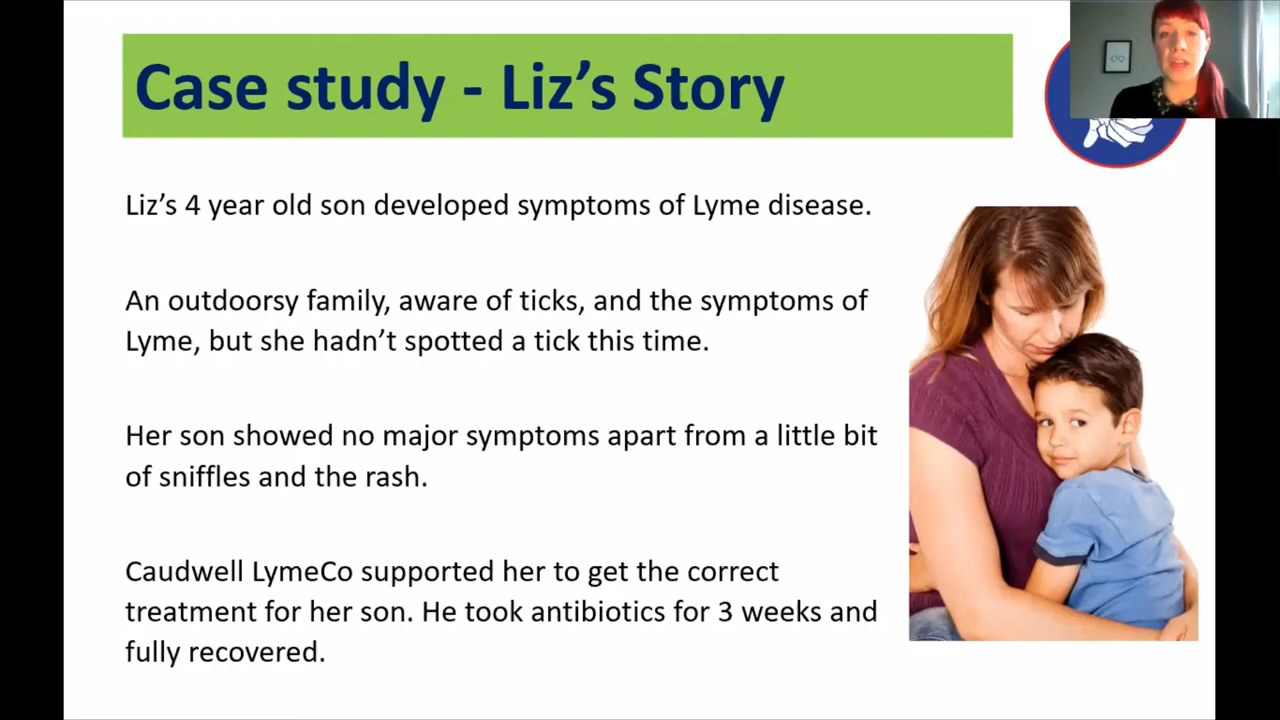 Case study - Liz’s Story
Liz’s 4 year old son developed symptoms of Lyme disease.
An outdoorsy family, aware of ticks, and the symptoms of
Lyme, but she hadn’t spotted a tick this time.
Her son showed no major symptoms apart from a little bit
of sniffles and the rash.
Caudwell LymeCo supported her to get the correct
treatment for her son. He took antibiotics for 3 weeks and
fully recovered.